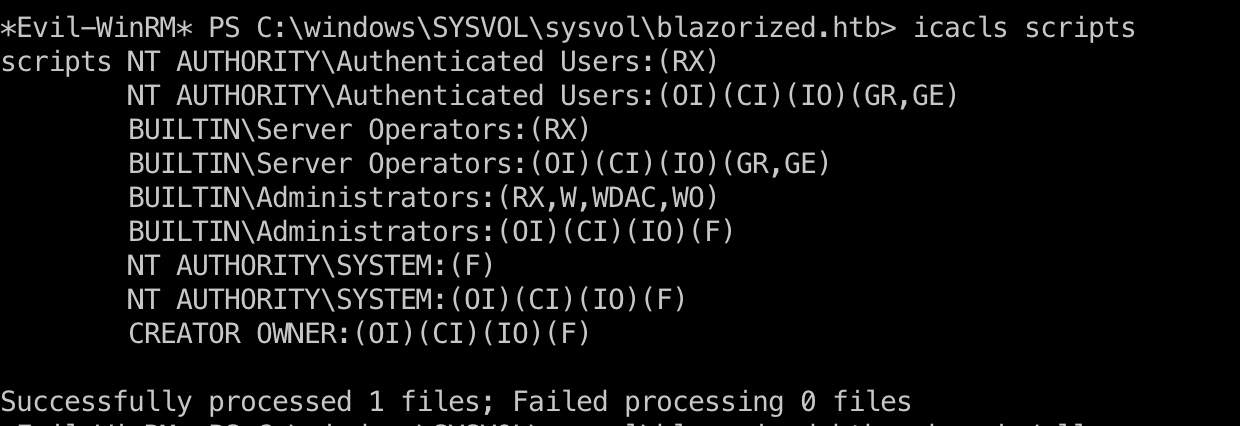 *Evil-WinRM* PS C:\windows\SYSVOL\sysvol\blazorized.htb> icacls scripts
scripts NT AUTHORITY\Authenticated Users:(RX)
NT AUTHORITY\Authenticated Users:(OI)(CI)(IO)(GR,GE)
BUILTIN\Server Operators:(RX)
BUILTIN\Server Operators:(OI)(CI)(IO)(GR,GE)
BUILTIN\Administrators:(RX,W,WDAC,WO)
BUILTIN\Administrators:(OI)(CI)(IO)(F)
NT AUTHORITY\SYSTEM:(F)
NT AUTHORITY\SYSTEM:(OI)(CI)(IO)(F)
CREATOR OWNER:(OI)(CI)(IO)(F)
Successfully processed 1 files; Failed processing 0 files